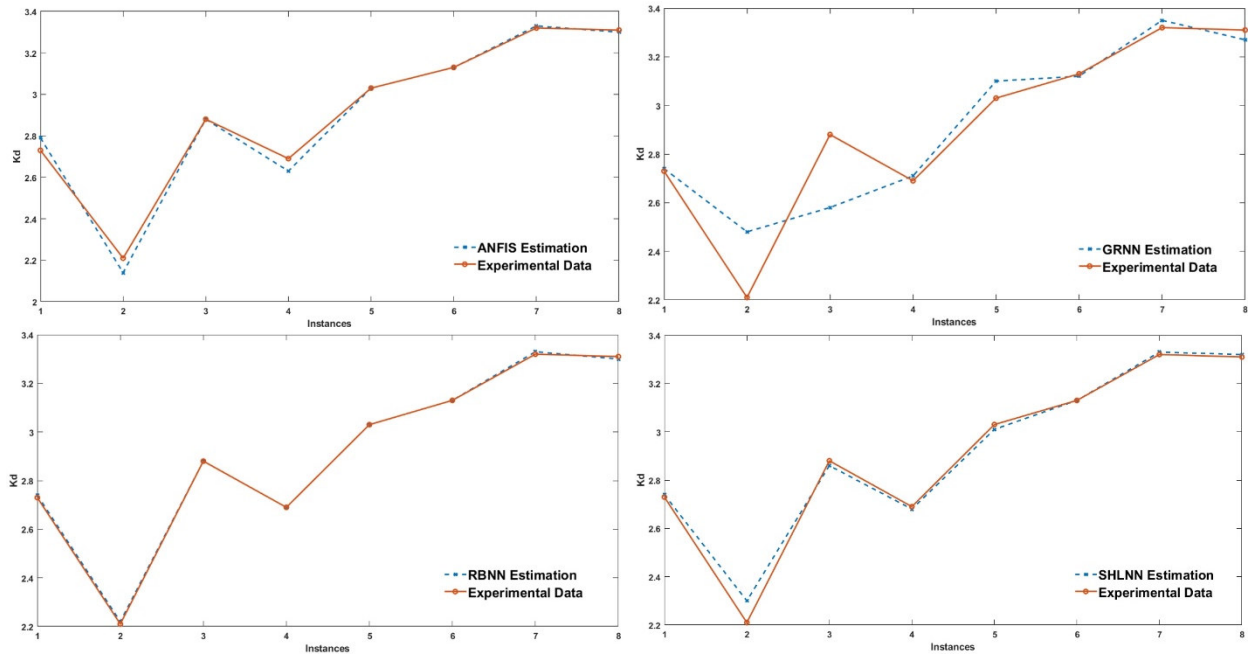 3.4
3.2
3
2.8
2.6
2.4
2.2
2
Kd
1 2 3 4 5 6 7 8
Instances
ANFIS Estimation
Experimental Data
3.4
3.2
3
2.8
2.6
2.4
2.2
Kd
1 2 3 4 5 6 7 8
Instances
GRNN Estimation
Experimental Data
3.4
3.2
3
2.8
2.6
2.4
2.2
Kd
1 2 3 4 5 6 7 8
Instances
RBNN Estimation
Experimental Data
3.4
3.2
3
2.8
2.6
2.4
2.2
Kd
1 2 3 4 5 6 7 8
Instances
SHLNN Estimation
Experimental Data